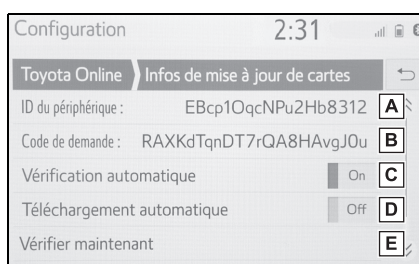 Configuration 2:31
Toyota Online Infos de mise à jour de cartes
ID du périphérique : EBcp1OqcNPu2Hb8312 A
Code de demande : RAXKdTqnDT7rQA8HAvgJ0u B
Vérification automatique On C
Téléchargement automatique Off D
Vérifier maintenant E